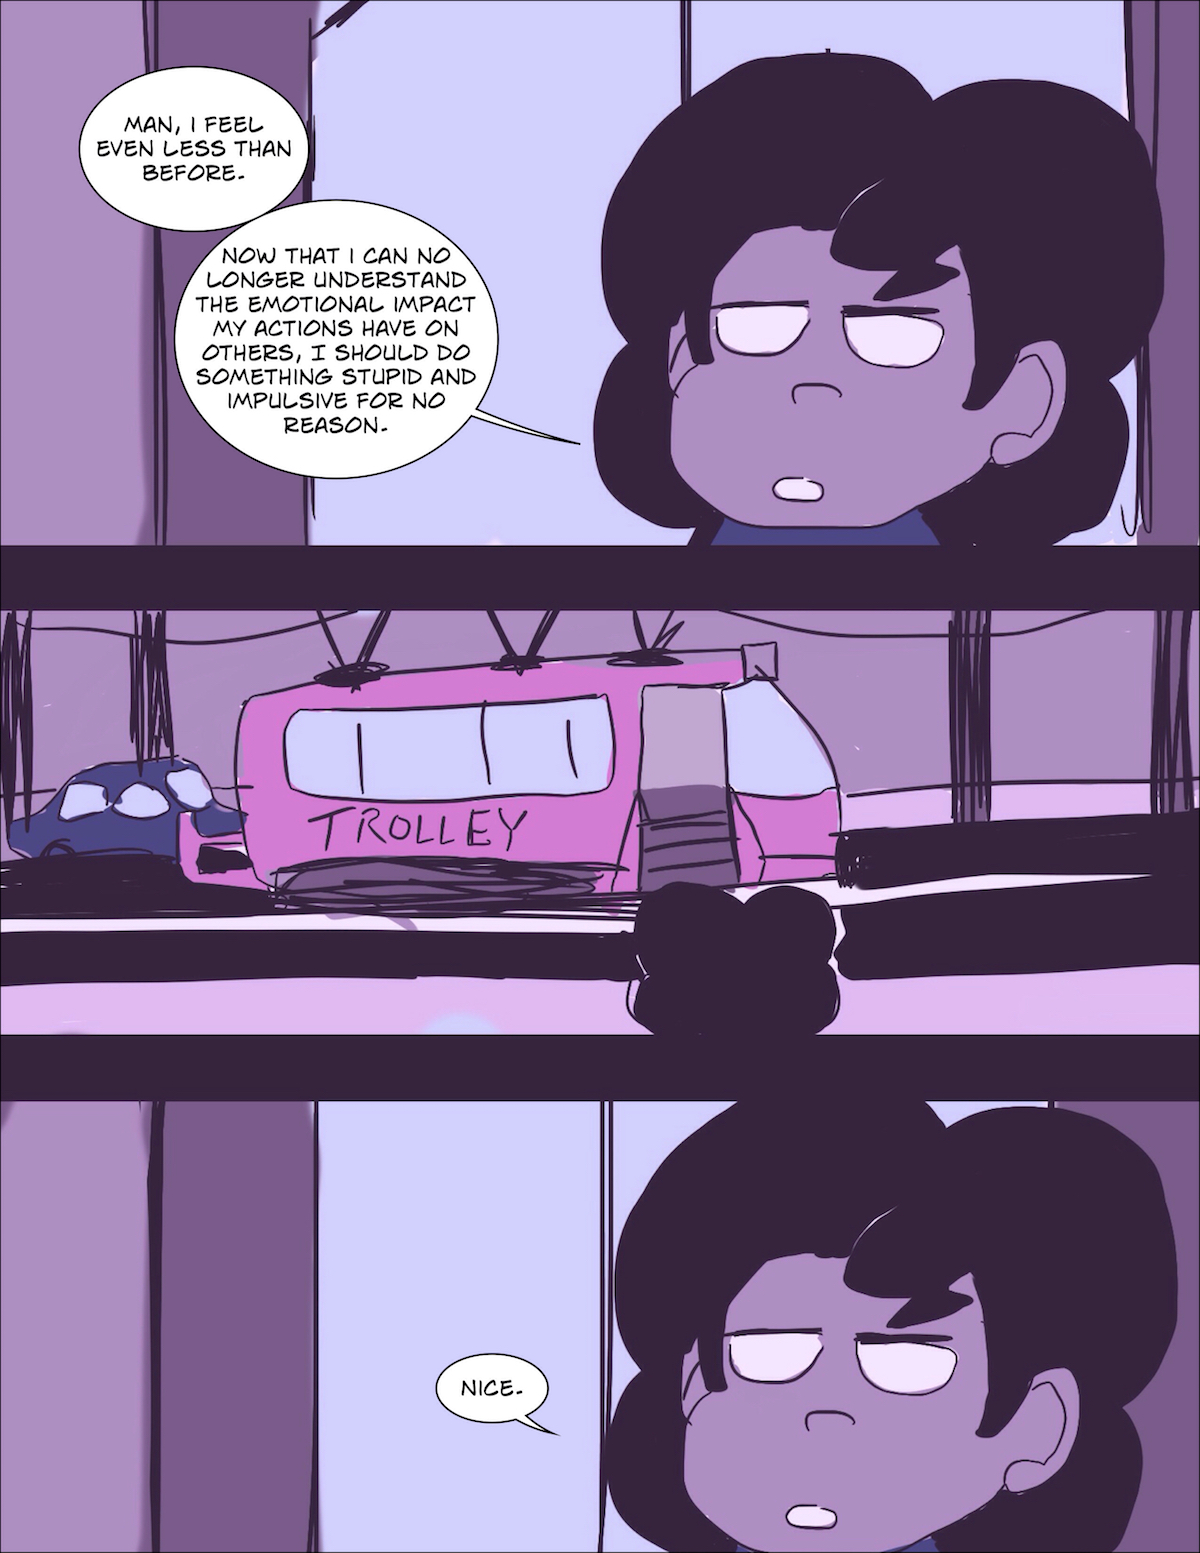 MAN, I FEEL
EVEN LESS THAN
BEFORE.
NOW THAT I CAN NO
LONGER UNDERSTAND
THE EMOTIONAL IMPACT
MY ACTIONS HAVE ON
OTHERS, I SHOULD DO
SOMETHING STUPID AND
IMPULSIVE FOR NO
REASON.
TROLLEY
NICE.